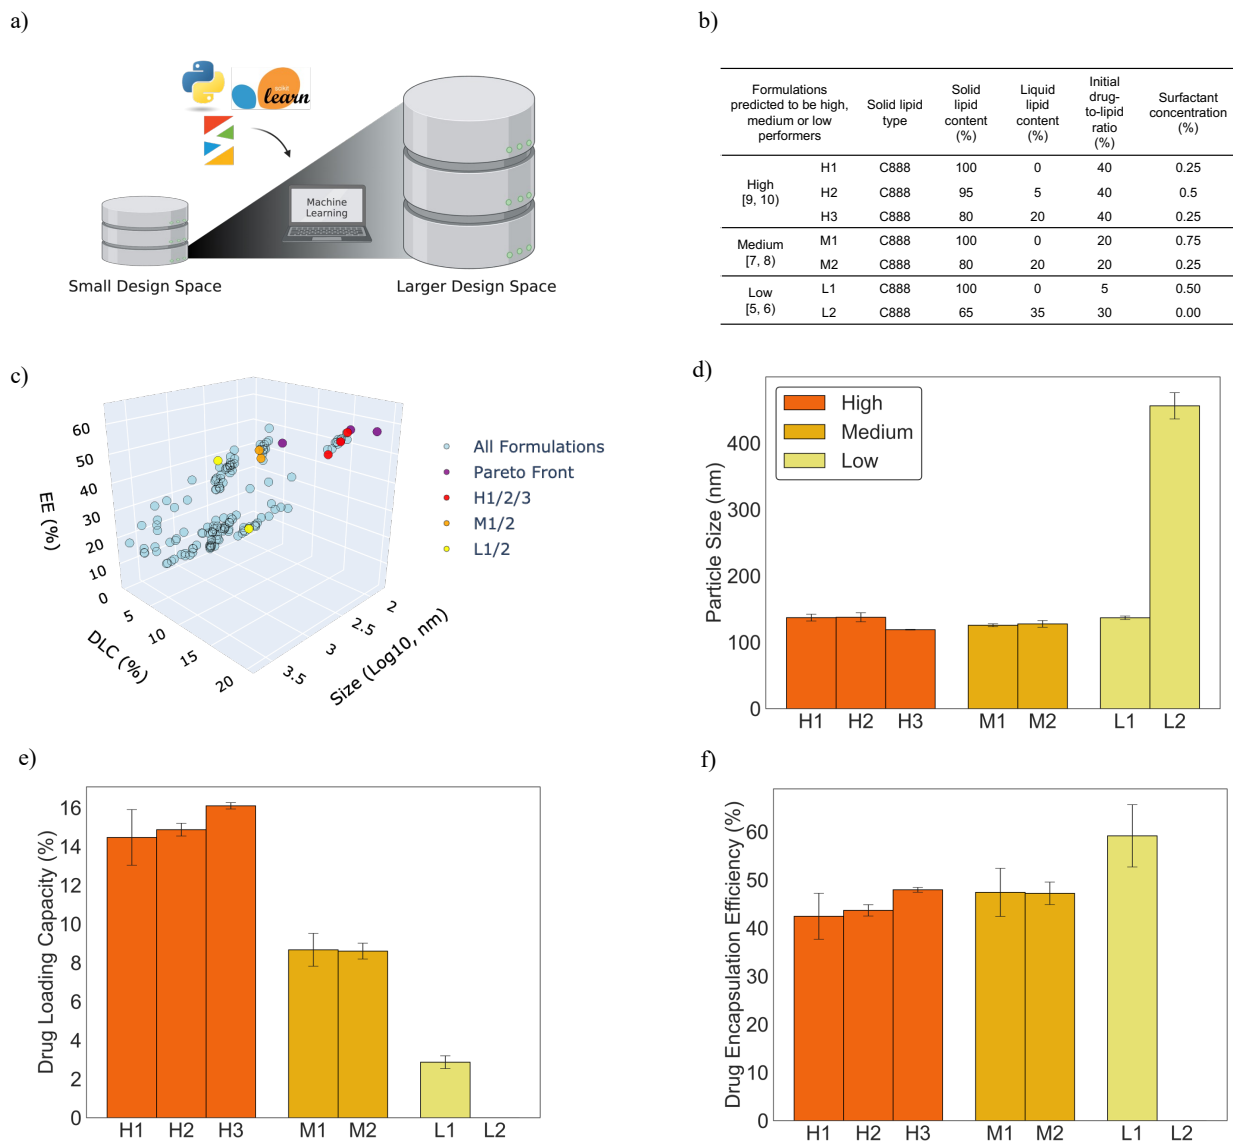 a)
scikit
learn
Machine
Learning
Small Design Space
Larger Design Space
b)
Formulations predicted to be high, medium or low performers
Solid lipid type
Solid lipid content (%)
Liquid lipid content (%)
Initial drug-to-lipid ratio (%)
Surfactant concentration (%)
High [9, 10)
H1 C888 100 0 40 0.25
H2 C888 95 5 40 0.5
H3 C888 80 20 40 0.25
Medium [7, 8)
M1 C888 100 0 20 0.75
M2 C888 80 20 20 0.25
Low [5, 6)
L1 C888 100 0 5 0.50
L2 C888 65 35 30 0.00
c)
EE (%)
60
50
40
30
20
10
0
DLC (%)
5
10
15
20
Size (Log10, nm)
3.5
3
2.5
2
All Formulations
Pareto Front
H1/2/3
M1/2
L1/2
d)
Particle Size (nm)
400
300
200
100
0
High
Medium
Low
H1 H2 H3 M1 M2 L1 L2
e)
Drug Loading Capacity (%)
16
14
12
10
8
6
4
2
0
H1 H2 H3 M1 M2 L1 L2
f)
Drug Encapsulation Efficiency (%)
60
50
40
30
20
10
0
H1 H2 H3 M1 M2 L1 L2